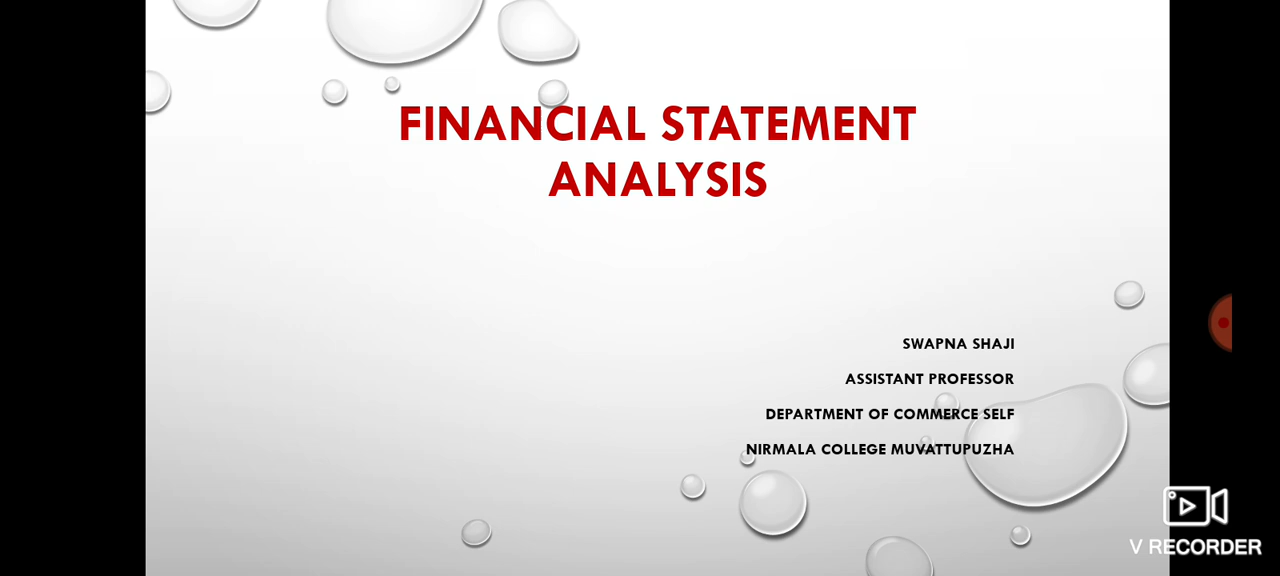 FINANCIAL STATEMENT
ANALYSIS
SWAPNA SHAJI
ASSISTANT PROFESSOR
DEPARTMENT OF COMMERCE SELF
NIRMALA COLLEGE MUVATTUPUZHA
V RECORDER